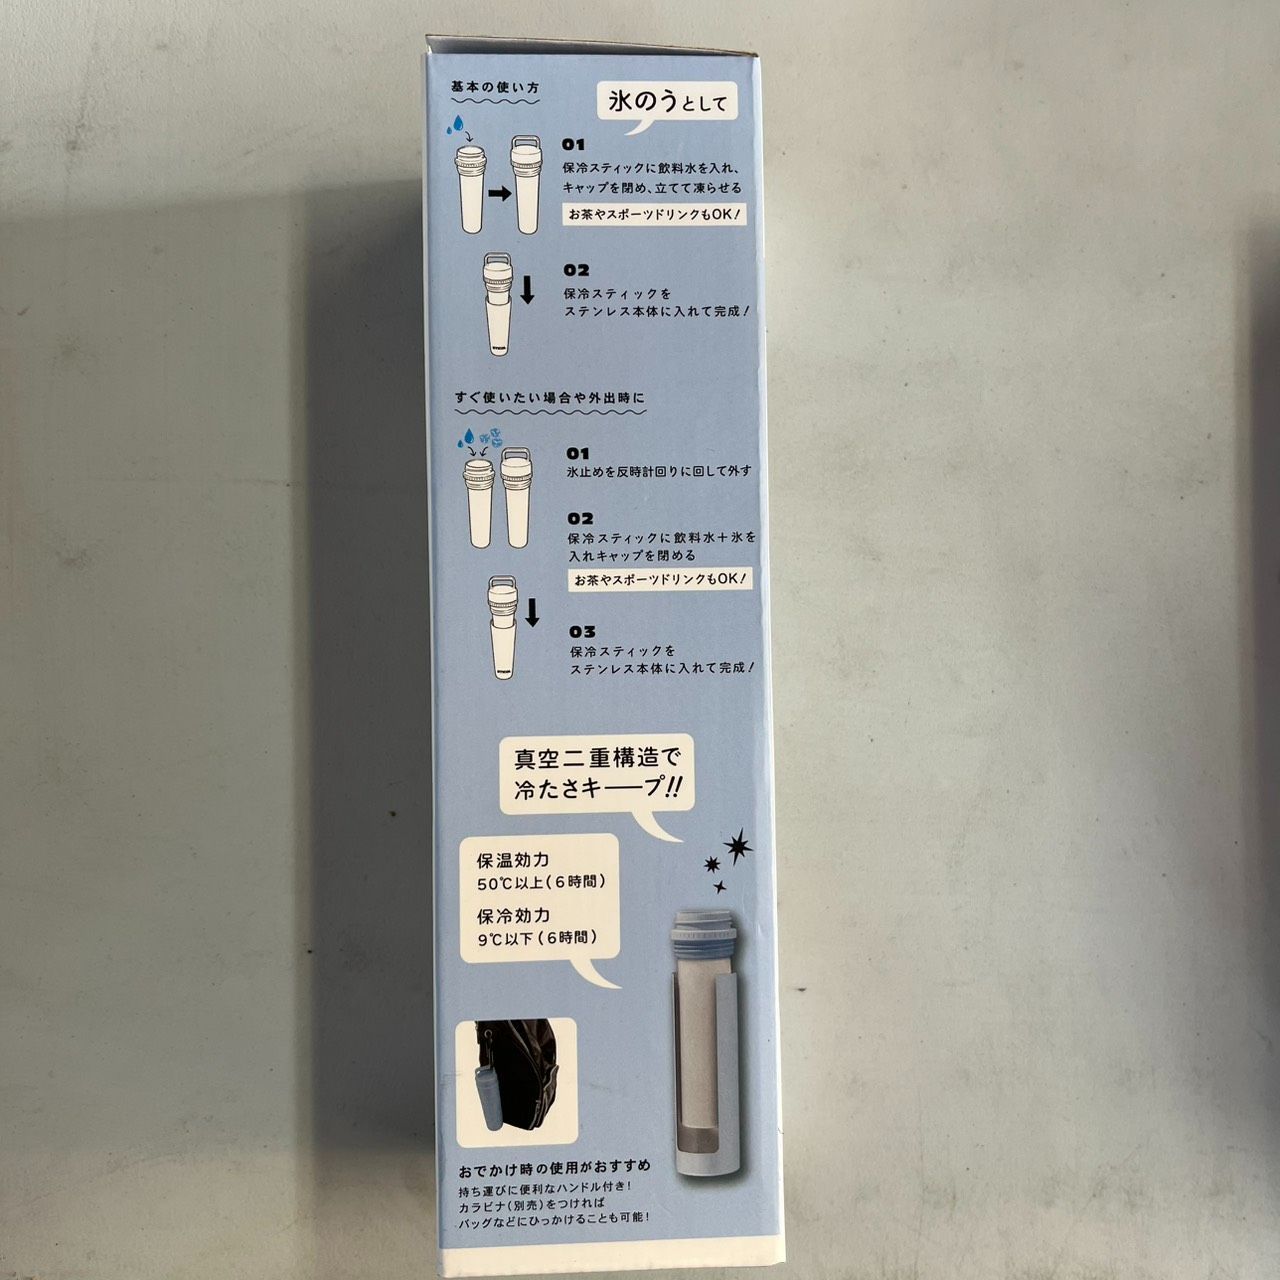 基本の使い方
氷のうとして
01
保冷スティックに飲料水を入れ、
キャップを閉め、立てて凍らせる
お茶やスポーツドリンクもOK!
02
保冷スティックを
ステンレス本体に入れて完成!
すぐ使いたい場合や外出時に
01
氷止めを反時計回りに回して外す
02
保冷スティックに飲料水+氷を
入れキャップを閉める
お茶やスポーツドリンクもOK!
03
保冷スティックを
ステンレス本体に入れて完成!
真空二重構造で
冷たさキープ!!
保温効力
50℃以上(6時間)
保冷効力
9℃以下(6時間)
おでかけ時の使用がおすすめ
持ち運びに便利なハンドル付き!
カラビナ(別売)をつければ
バッグなどにひっかけることも可能!